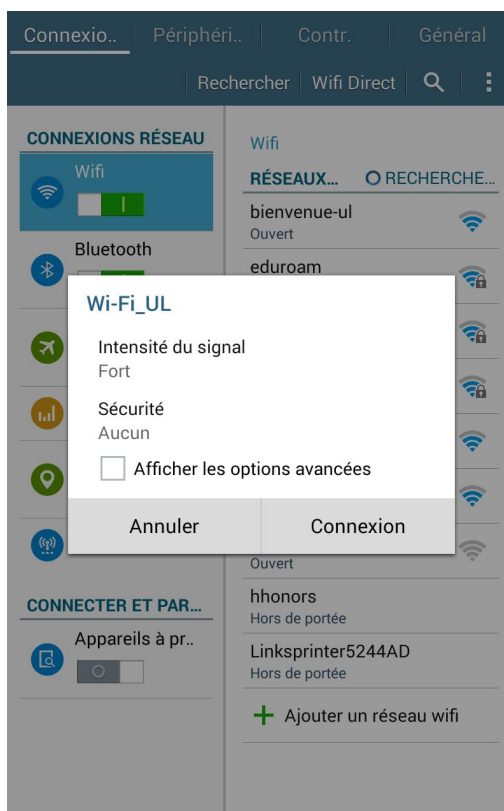 Connexio..
Périphéri..
Contr.
Général
Rechercher
Wifi Direct
CONNEXIONS RÉSEAU
Wifi
Bluetooth
CONNECTER ET PAR...
Appareils à pr..
Wifi
RÉSEAUX...
RECHERCHE...
bienvenue-ul
Ouvert
eduroam
Wi-Fi_UL
Intensité du signal
Fort
Sécurité
Aucun
Afficher les options avancées
Annuler
Connexion
Ouvert
hhonors
Hors de portée
Linksprinter5244AD
Hors de portée
Ajouter un réseau wifi